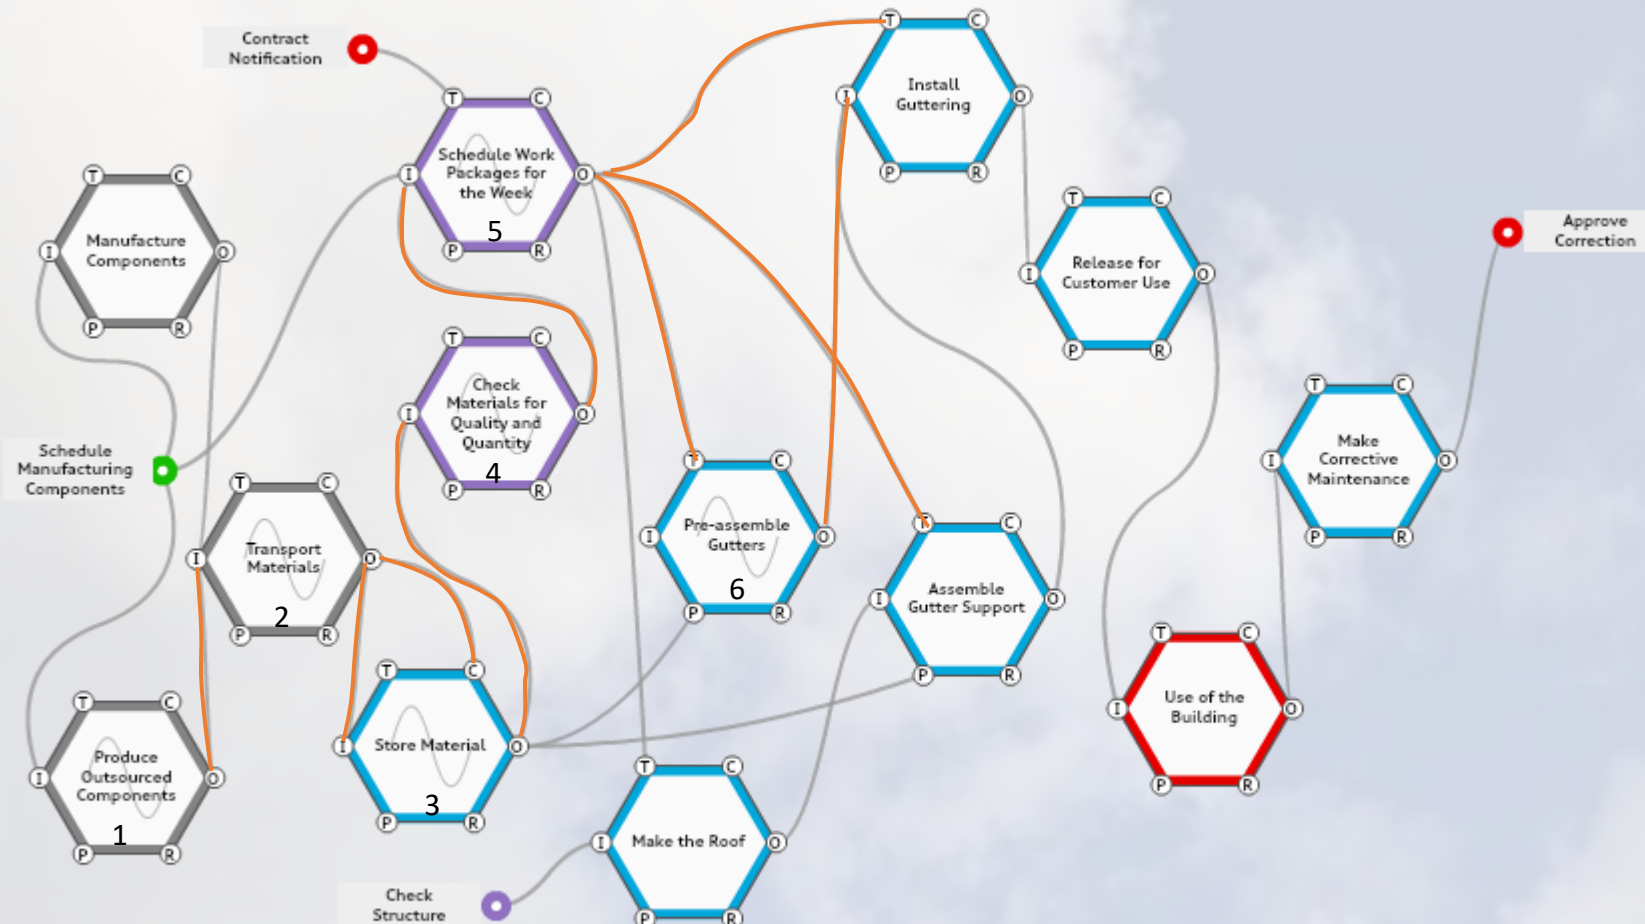 Contract
Notification
T
C
Schedule Work
Packages for
the Week
I
O
5
P
R
T
C
Install
Guttering
I
O
P
R
T
C
Manufacture
Components
I
O
P
R
T
C
Release for
Customer Use
I
O
P
R
Approve
Correction
T
C
Check
Materials for
Quality and
Quantity
I
O
4
P
R
Schedule
Manufacturing
Components
T
C
Make
Corrective
Maintenance
I
O
P
R
T
C
Transport
Materials
I
O
2
P
R
T
C
Pre-assemble
Gutters
I
O
6
P
R
T
C
Assemble
Gutter Support
I
O
P
R
T
C
Use of the
Building
I
O
P
R
T
C
Store Material
I
O
3
P
R
T
C
Produce
Outsourced
Components
I
O
1
P
R
T
C
Make the Roof
I
O
P
R
Check
Structure